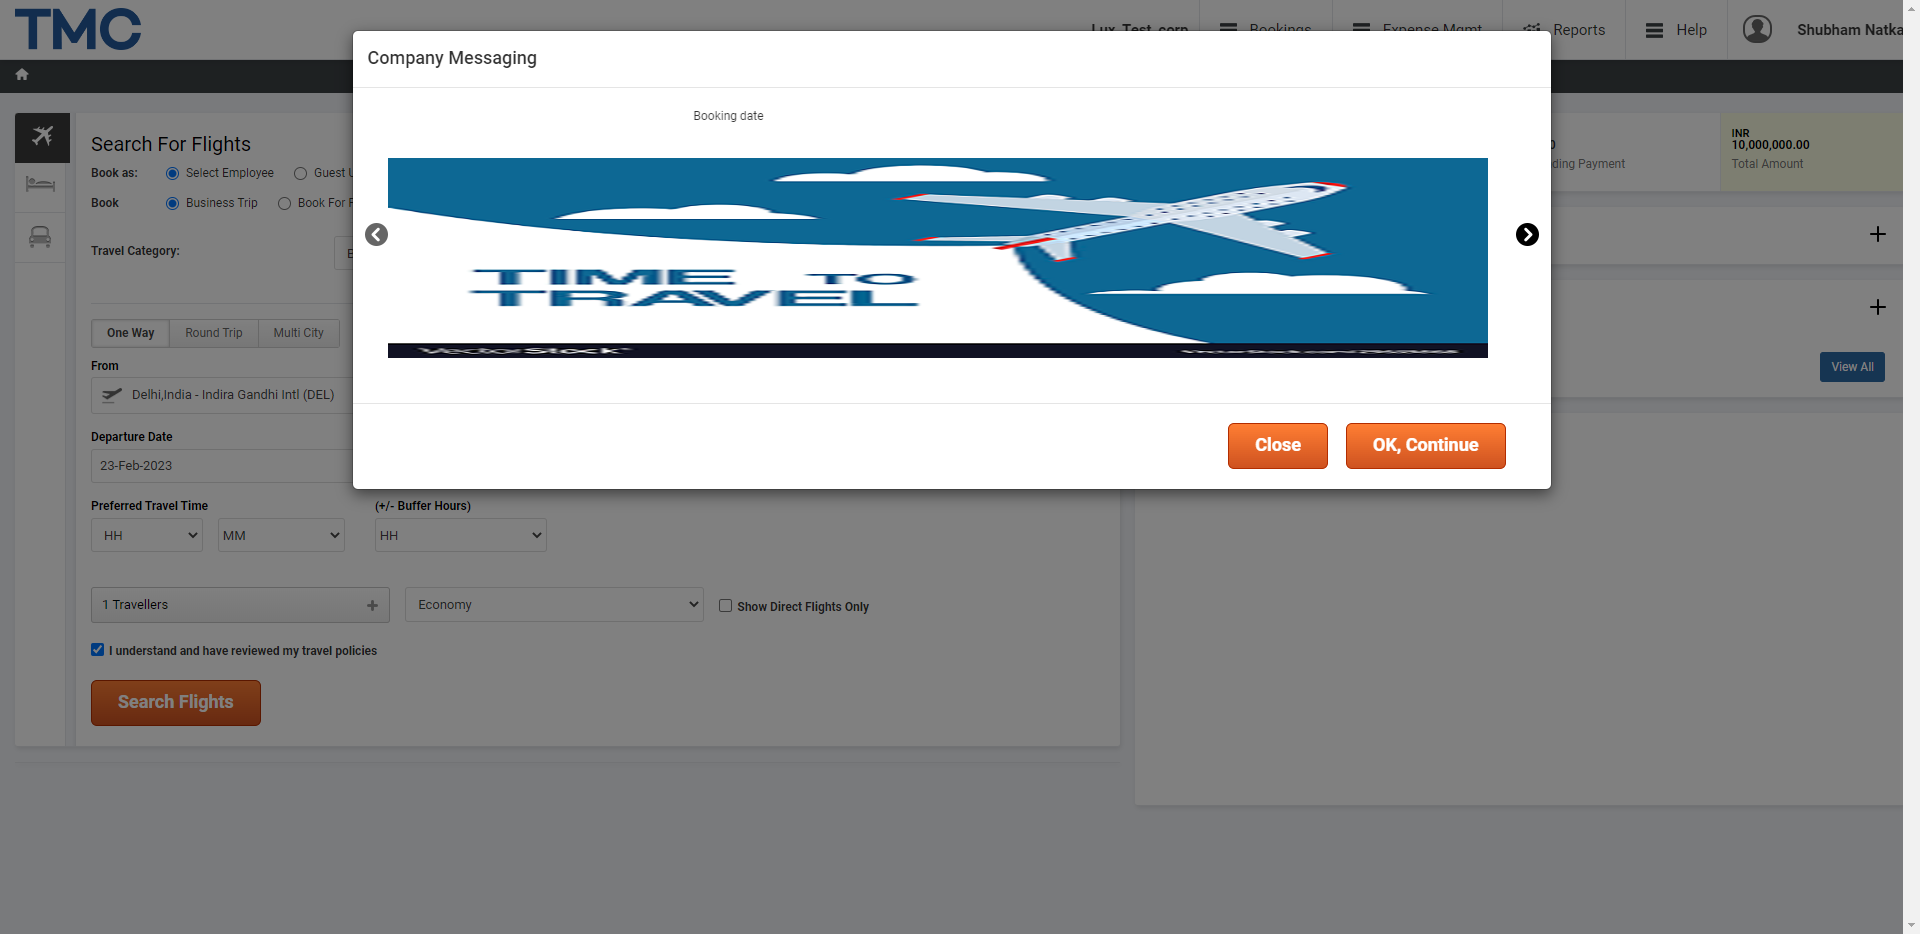 TMC
Lux_Test_corp
Bookings
Expense Mgmt
Reports
Help
Shubham Natka
Company Messaging
Booking date
TIME TO
TRAVEL
VectorStock
Close
OK, Continue
Search For Flights
Book as:
Select Employee
Guest U
Book
Business Trip
Book For P
Travel Category:
One Way
Round Trip
Multi City
From
Delhi,India - Indira Gandhi Intl (DEL)
Departure Date
23-Feb-2023
Preferred Travel Time
(+/- Buffer Hours)
HH
MM
HH
1 Travellers
Economy
Show Direct Flights Only
I understand and have reviewed my travel policies
Search Flights
ding Payment
INR
10,000,000.00
Total Amount
View All